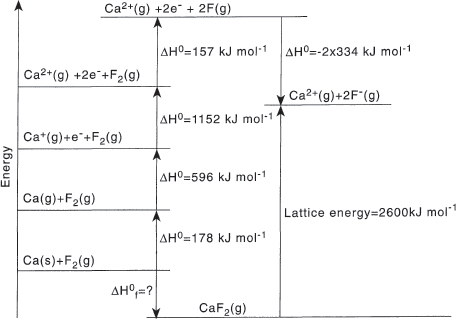 Ca²⁺(g) +2e⁻ + 2F(g)
ΔH⁰=157 kJ mol⁻¹
ΔH⁰=-2x334 kJ mol⁻¹
Ca²⁺(g) +2e⁻+F₂(g)
Ca²⁺(g)+2F⁻(g)
ΔH⁰=1152 kJ mol⁻¹
Ca⁺(g)+e⁻+F₂(g)
ΔH⁰=596 kJ mol⁻¹
Energy
Ca(g)+F₂(g)
Lattice energy=2600kJ mol⁻¹
ΔH⁰=178 kJ mol⁻¹
Ca(s)+F₂(g)
ΔH⁰f=?
CaF₂(g)